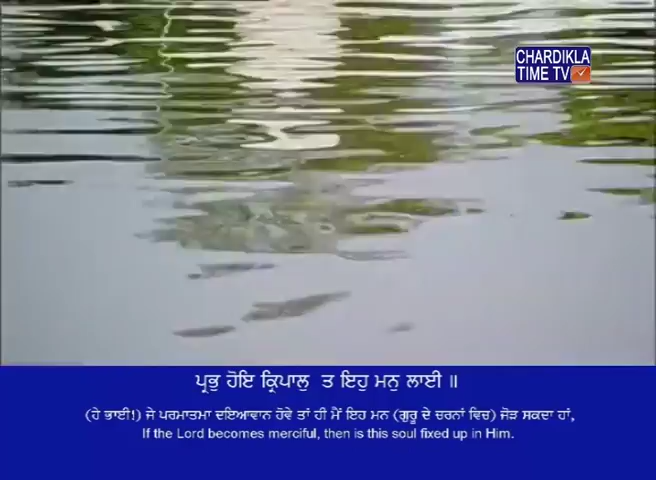 CHARDIKLA
TIME TV
ਪ੍ਰਭੁ ਹੋਇ ਕ੍ਰਿਪਾਲੁ ਤ ਇਹੁ ਮਨੁ ਲਾਈ ॥
(ਹੇ ਭਾਈ!) ਜੇ ਪਰਮਾਤਮਾ ਦਇਆਵਾਨ ਹੋਵੇ ਤਾਂ ਹੀ ਮੈਂ ਇਹ ਮਨ (ਗੁਰੂ ਦੇ ਚਰਨਾਂ ਵਿਚ) ਜੋੜ ਸਕਦਾ ਹਾਂ,
If the Lord becomes merciful, then is this soul fixed up in Him.